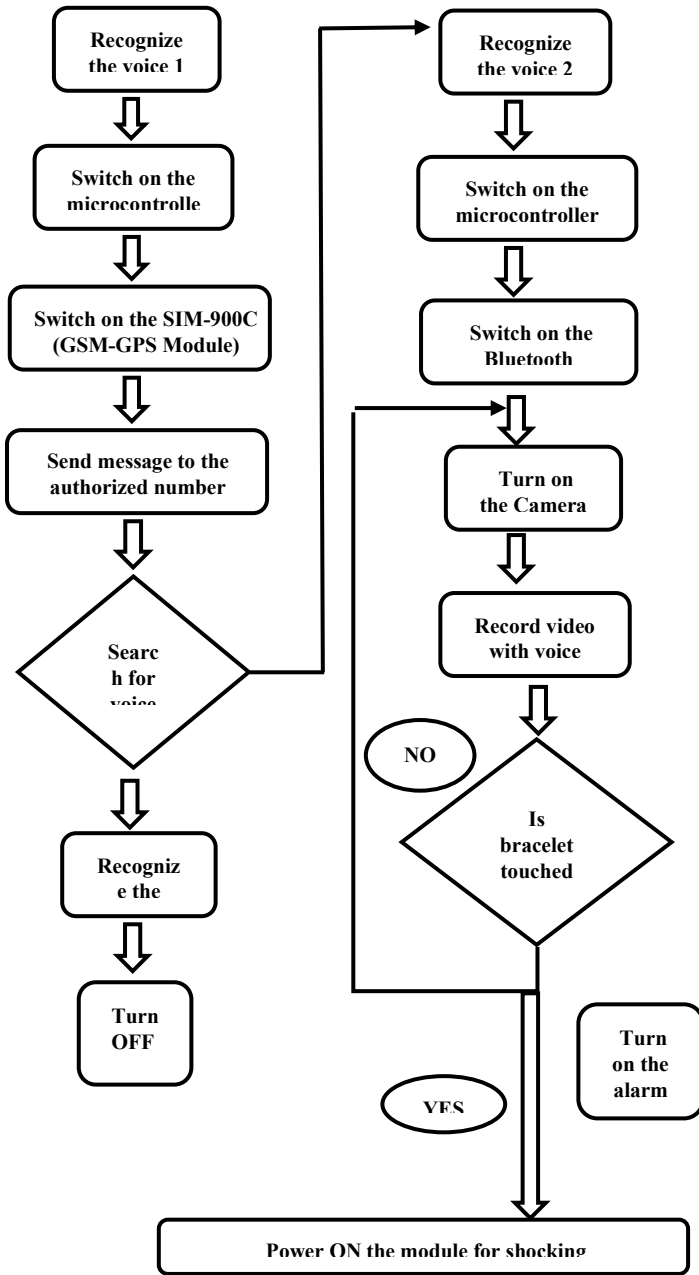 Recognize
the voice 1
Switch on the
microcontrolle
Switch on the SIM-900C
(GSM-GPS Module)
Send message to the
authorized number
Searc
h for
voice
Recogniz
e the
Turn
OFF
Recognize
the voice 2
Switch on the
microcontroller
Switch on the
Bluetooth
Turn on
the Camera
Record video
with voice
NO
Is
bracelet
touched
YES
Turn
on the
alarm
Power ON the module for shocking